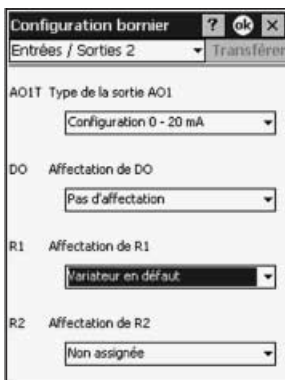 Configuration bornier ? ok ×
Entrées / Sorties 2 Transférer
AO1T Type de la sortie AO1
Configuration 0 - 20 mA
DO Affectation de DO
Pas d'affectation
R1 Affectation de R1
Variateur en défaut
R2 Affectation de R2
Non assignée